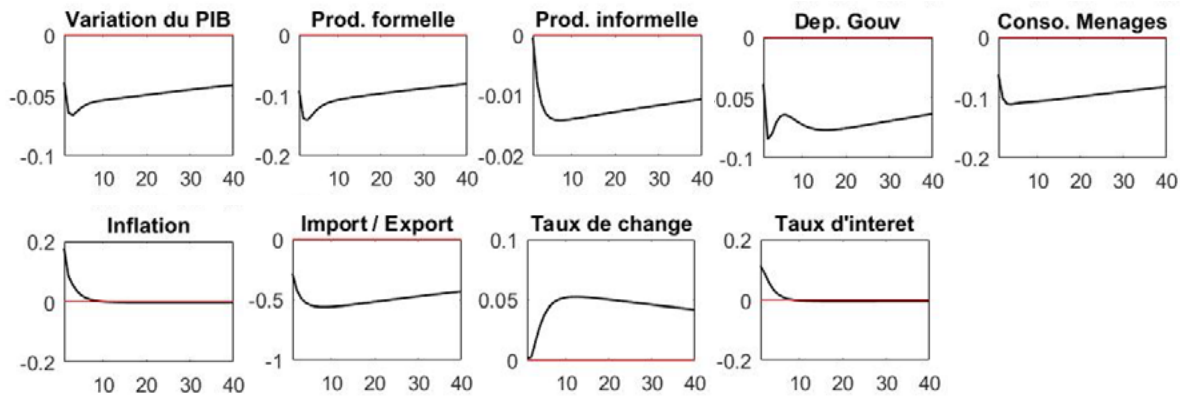 Variation du PIB
0
-0.05
-0.1
10 20 30 40
Prod. formelle
0
-0.1
-0.2
10 20 30 40
Prod. informelle
0
-0.01
-0.02
10 20 30 40
Dep. Gouv
0
-0.05
-0.1
10 20 30 40
Conso. Menages
0
-0.1
-0.2
10 20 30 40
Inflation
0.2
0
-0.2
10 20 30 40
Import / Export
0
-0.5
-1
10 20 30 40
Taux de change
0.1
0.05
0
10 20 30 40
Taux d'interet
0.2
0
-0.2
10 20 30 40